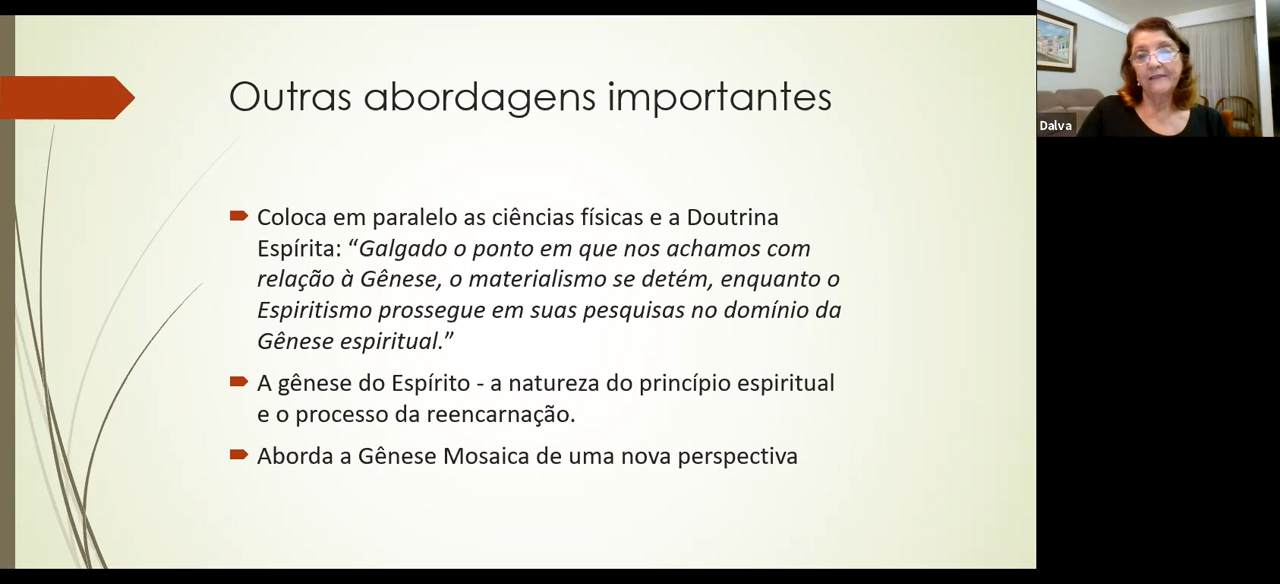 Outras abordagens importantes
Coloca em paralelo as ciências físicas e a Doutrina
Espírita: “Galgado o ponto em que nos achamos com
relação à Gênese, o materialismo se detém, enquanto o
Espiritismo prossegue em suas pesquisas no domínio da
Gênese espiritual.”
A gênese do Espírito - a natureza do princípio espiritual
e o processo da reencarnação.
Aborda a Gênese Mosaica de uma nova perspectiva
Dalva